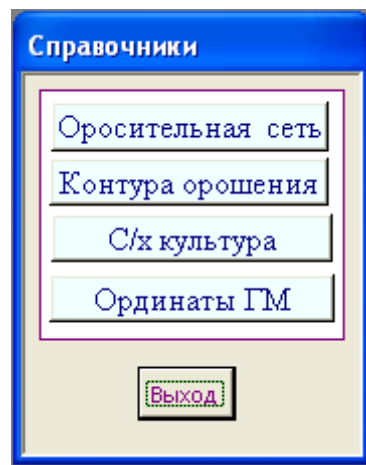 Справочники
Оросительная сеть
Контура орошения
С/х культура
Ординаты ГМ
Выход